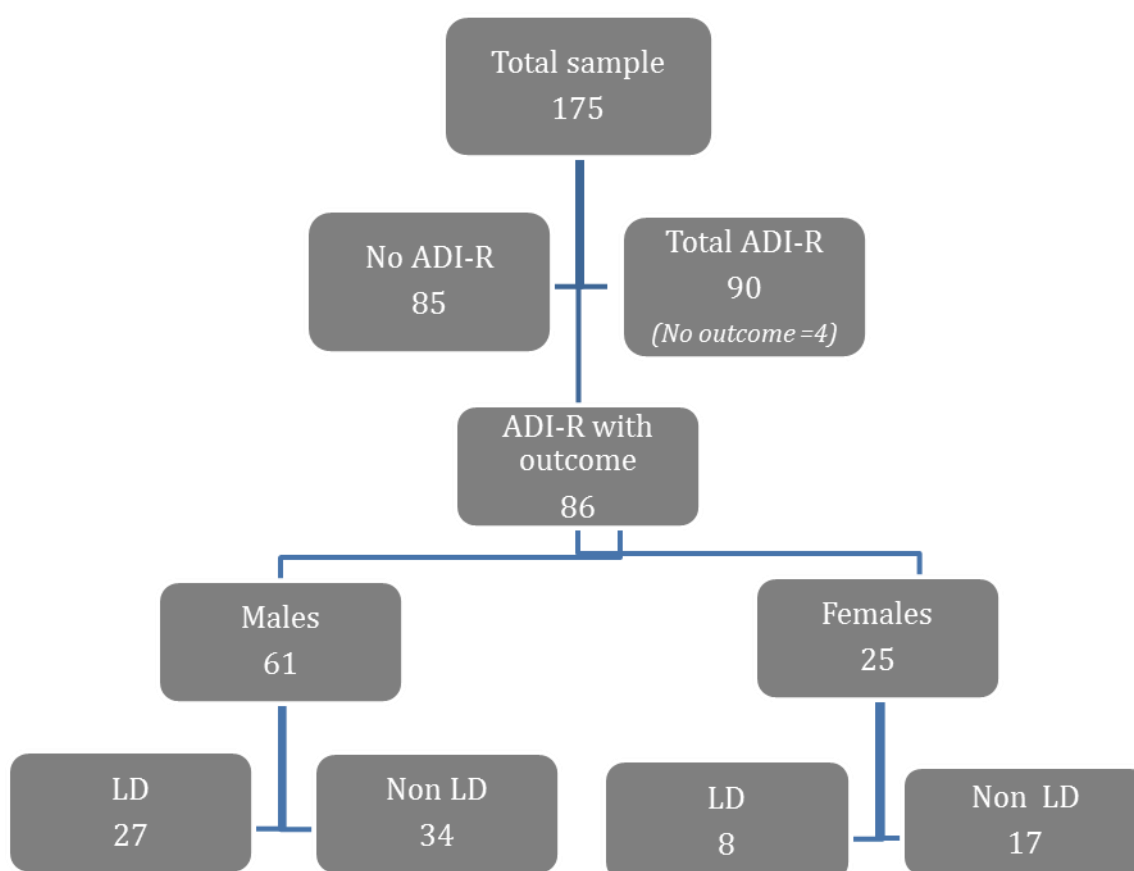 Total sample
175
No ADI-R
85
Total ADI-R
90
(No outcome =4)
ADI-R with
outcome
86
Males
61
Females
25
LD
27
Non LD
34
LD
8
Non  LD
17